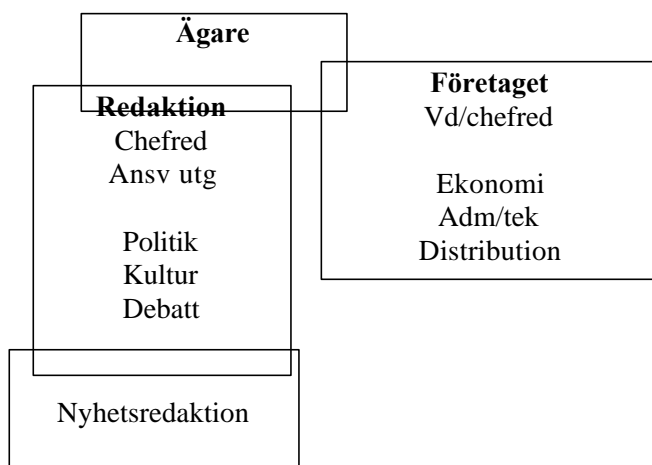 Ägare
Redaktion
Chefred
Ansv utg
Politik
Kultur
Debatt
Nyhetsredaktion
Företaget
Vd/chefred
Ekonomi
Adm/tek
Distribution